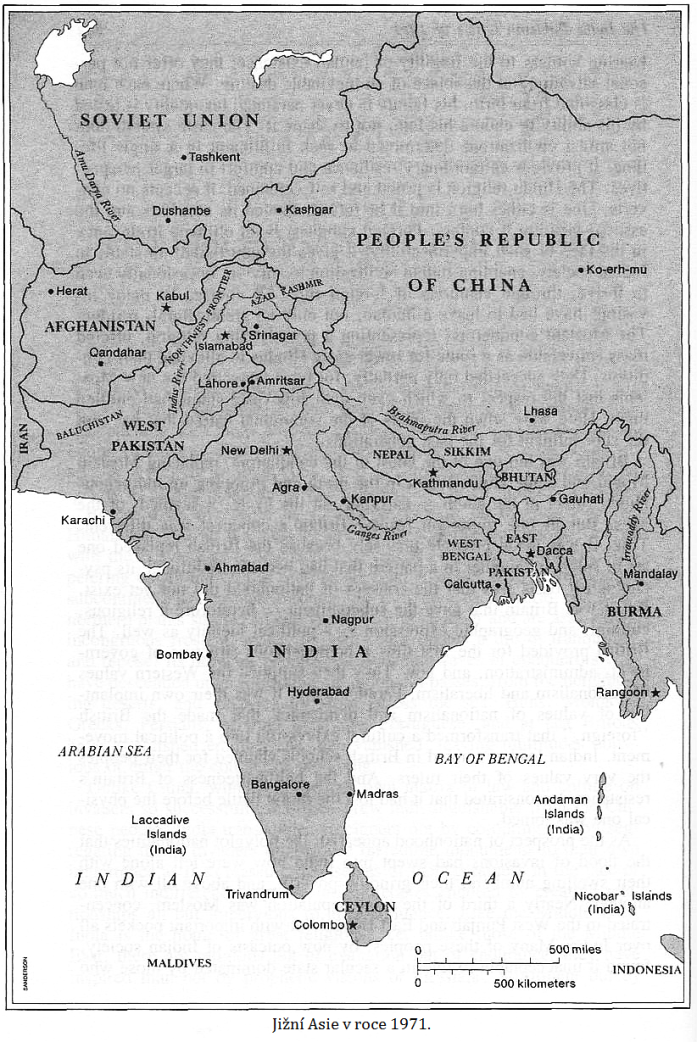 SOVIET UNION
Tashkent
Amu Darya River
Dushanbe
Kashgar
PEOPLE'S REPUBLIC
OF CHINA
Ko-erh-mu
Herat
Kabul
AFGHANISTAN
NORTHWEST FRONTIER
AZAD KASHMIR
Islamabad
Srinagar
Qandahar
Indus River
Lahore
Amritsar
IRAN
BALUCHISTAN
WEST
PAKISTAN
Brahmaputra River
Lhasa
New Delhi
NEPAL
SIKKIM
Kathmandu
BHUTAN
Agra
Kanpur
Gauhati
Karachi
Ganges River
Irrawaddy River
WEST
BENGAL
EAST
PAKISTAN
Dacca
Ahmabad
Calcutta
Mandalay
BURMA
Nagpur
Bombay
INDIA
Hyderabad
Rangoon
ARABIAN SEA
BAY OF BENGAL
Bangalore
Madras
Andaman
Islands
(India)
Laccadive
Islands
(India)
INDIAN
OCEAN
Trivandrum
CEYLON
Nicobar Islands
(India)
Colombo
MALDIVES
0 500 miles
0 500 kilometers
INDONESIA
SANDERSON
Jižní Asie v roce 1971.